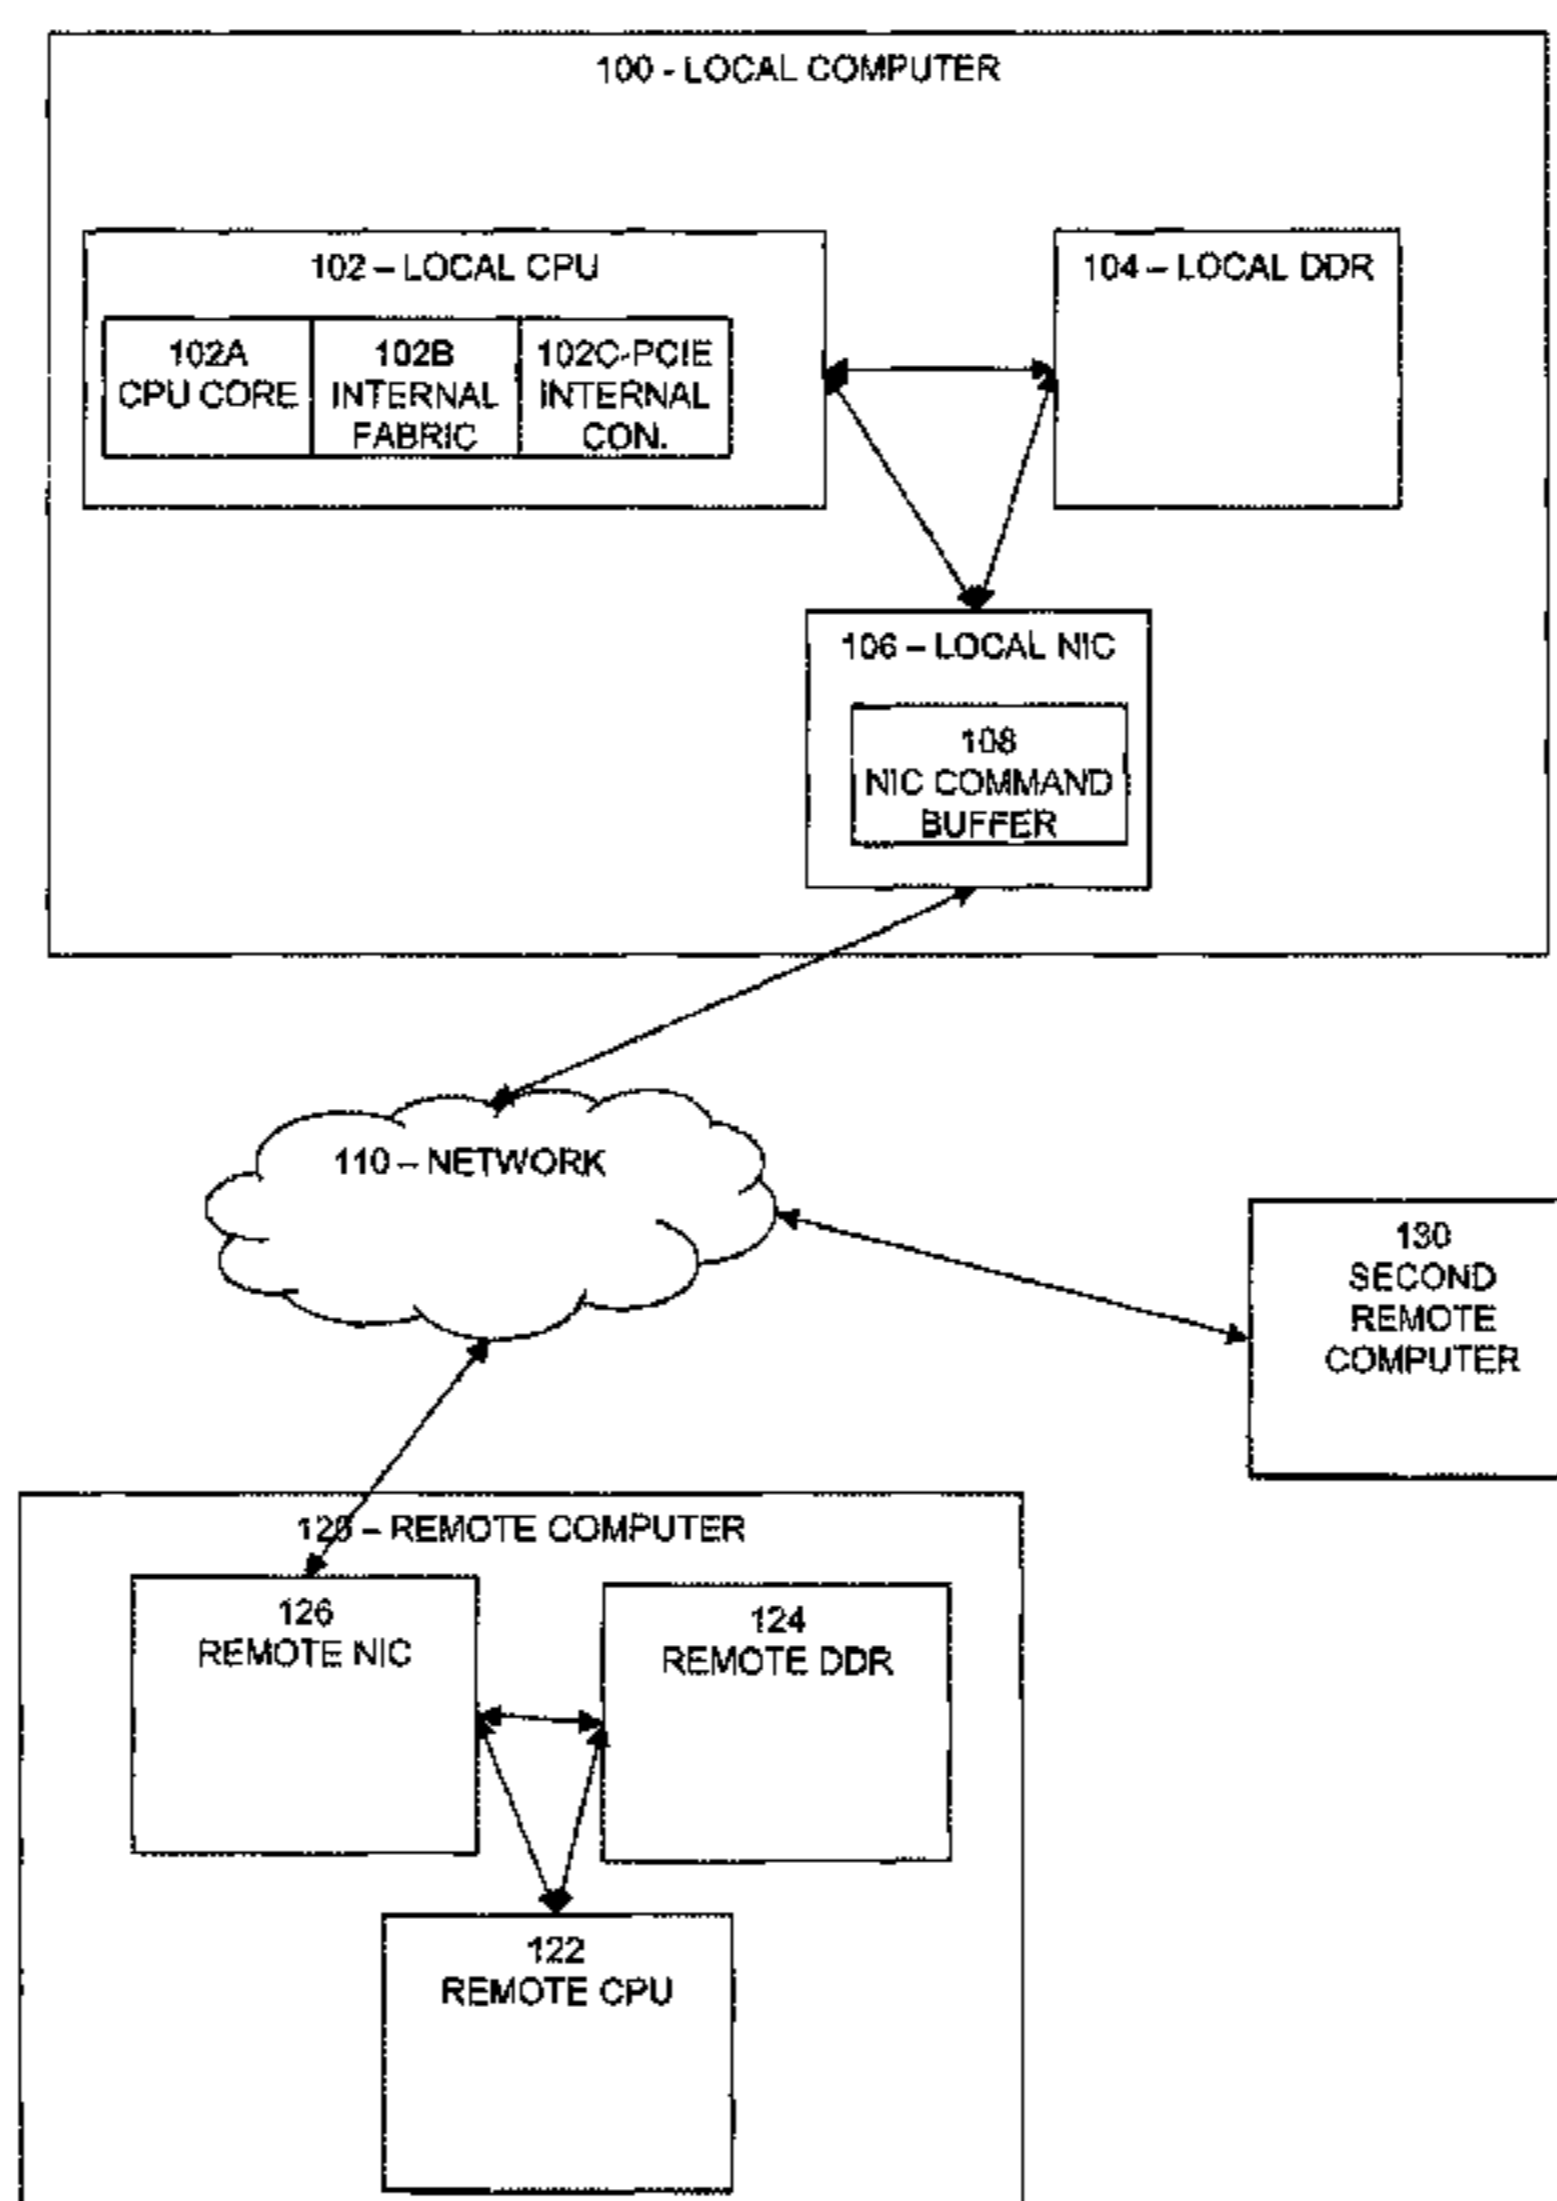 100 - LOCAL COMPUTER
102 – LOCAL CPU
102A
CPU CORE
102B
INTERNAL
FABRIC
102C-PCIE
INTERNAL
CON.
104 – LOCAL DDR
106 – LOCAL NIC
108
NIC COMMAND
BUFFER
110 – NETWORK
130
SECOND
REMOTE
COMPUTER
120 – REMOTE COMPUTER
126
REMOTE NIC
124
REMOTE DDR
122
REMOTE CPU